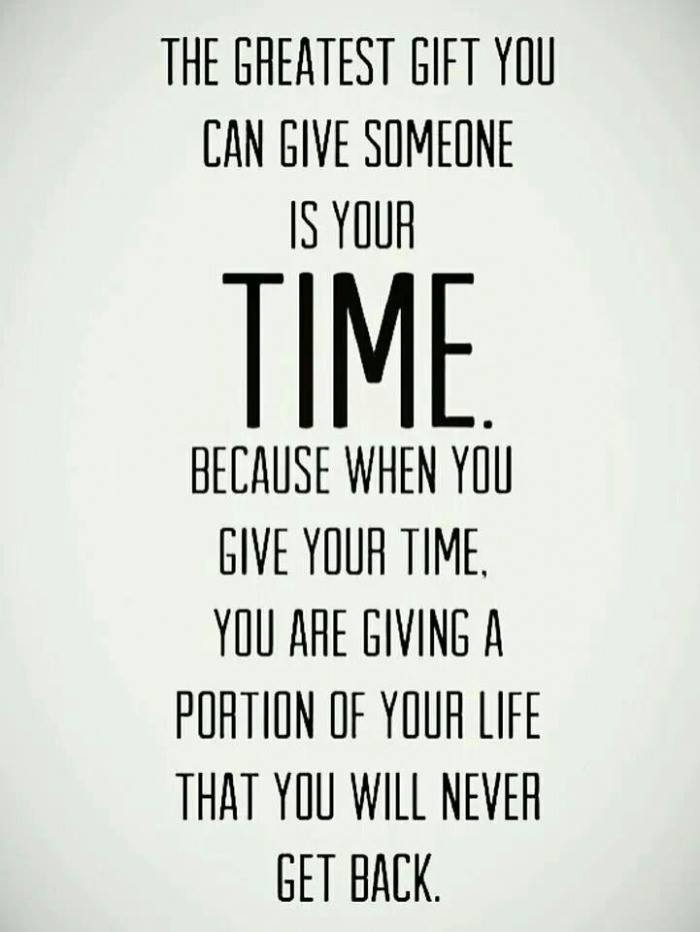 THE GREATEST GIFT YOU
CAN GIVE SOMEONE
IS YOUR
TIME.
BECAUSE WHEN YOU
GIVE YOUR TIME,
YOU ARE GIVING A
PORTION OF YOUR LIFE
THAT YOU WILL NEVER
GET BACK.